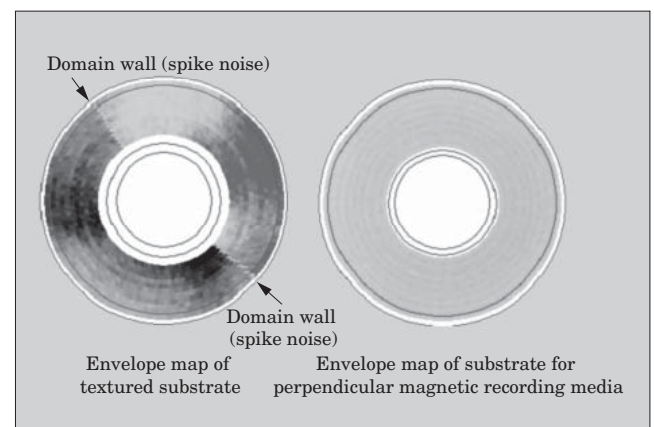 Domain wall (spike noise)
Domain wall
(spike noise)
Envelope map of
textured substrate
Envelope map of substrate for
perpendicular magnetic recording media